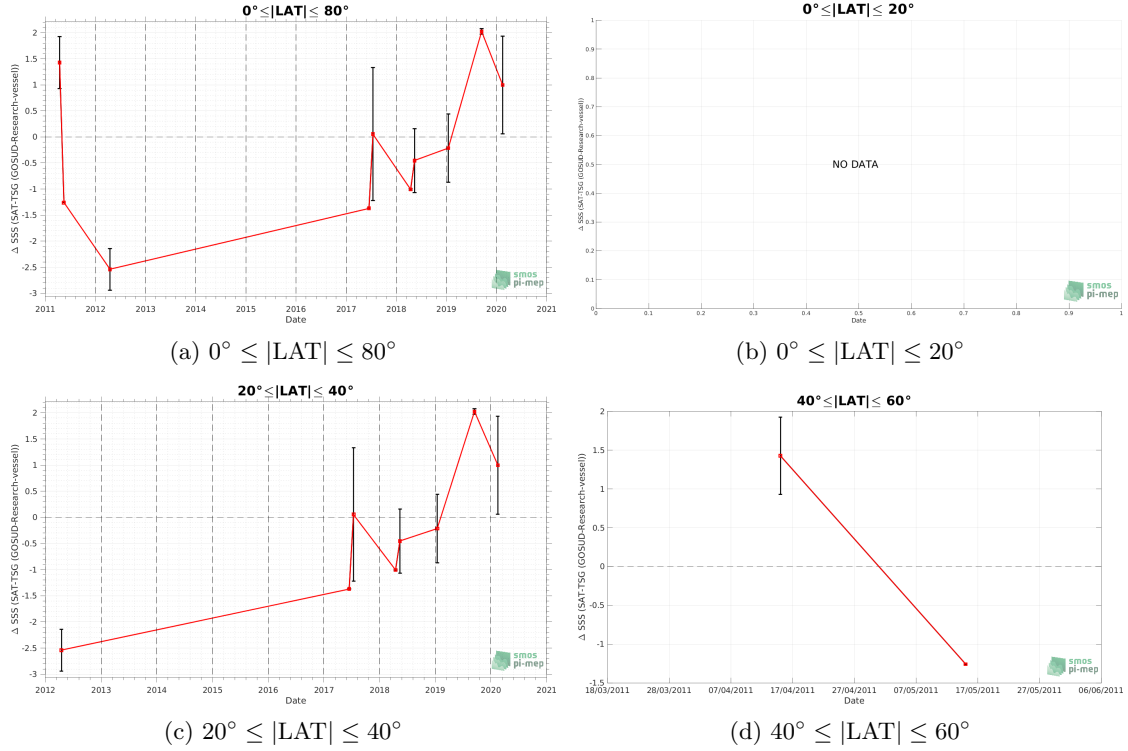 0°≤|LAT|≤ 80°
Δ SSS (SAT-TSG (GOSUD-Research-vessel))
2
1.5
1
0.5
0
-0.5
-1
-1.5
-2
-2.5
-3
smos
pi-mep
2011 2012 2013 2014 2015 2016 2017 2018 2019 2020 2021
Date
(a) 0° ≤ |LAT| ≤ 80°
0°≤|LAT|≤ 20°
Δ SSS (SAT-TSG (GOSUD-Research-vessel))
1
0.9
0.8
0.7
0.6
0.5
0.4
0.3
0.2
0.1
0
NO DATA
smos
pi-mep
0 0.1 0.2 0.3 0.4 0.5 0.6 0.7 0.8 0.9 1
Date
(b) 0° ≤ |LAT| ≤ 20°
20°≤|LAT|≤ 40°
Δ SSS (SAT-TSG (GOSUD-Research-vessel))
2
1.5
1
0.5
0
-0.5
-1
-1.5
-2
-2.5
-3
smos
pi-mep
2012 2013 2014 2015 2016 2017 2018 2019 2020 2021
Date
(c) 20° ≤ |LAT| ≤ 40°
40°≤|LAT|≤ 60°
Δ SSS (SAT-TSG (GOSUD-Research-vessel))
2
1.5
1
0.5
0
-0.5
-1
-1.5
smos
pi-mep
18/03/2011 28/03/2011 07/04/2011 17/04/2011 27/04/2011 07/05/2011 17/05/2011 27/05/2011 06/06/2011
Date
(d) 40° ≤ |LAT| ≤ 60°